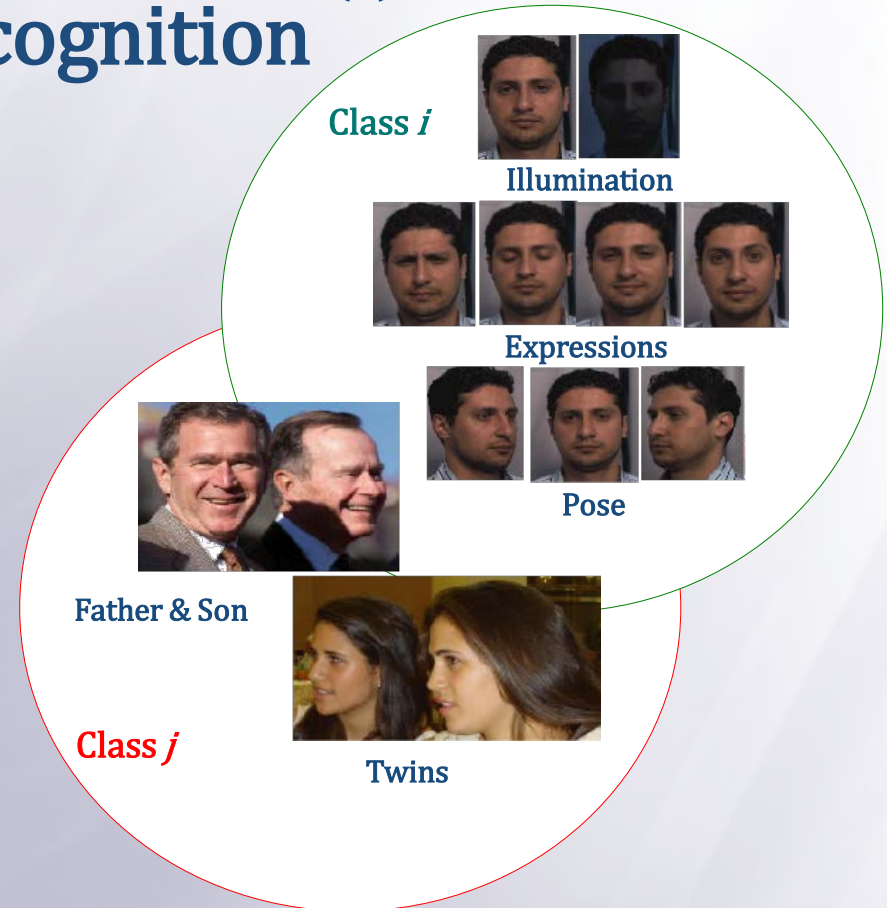 cognition
Class i
Illumination
Expressions
Pose
Father & Son
Class j
Twins